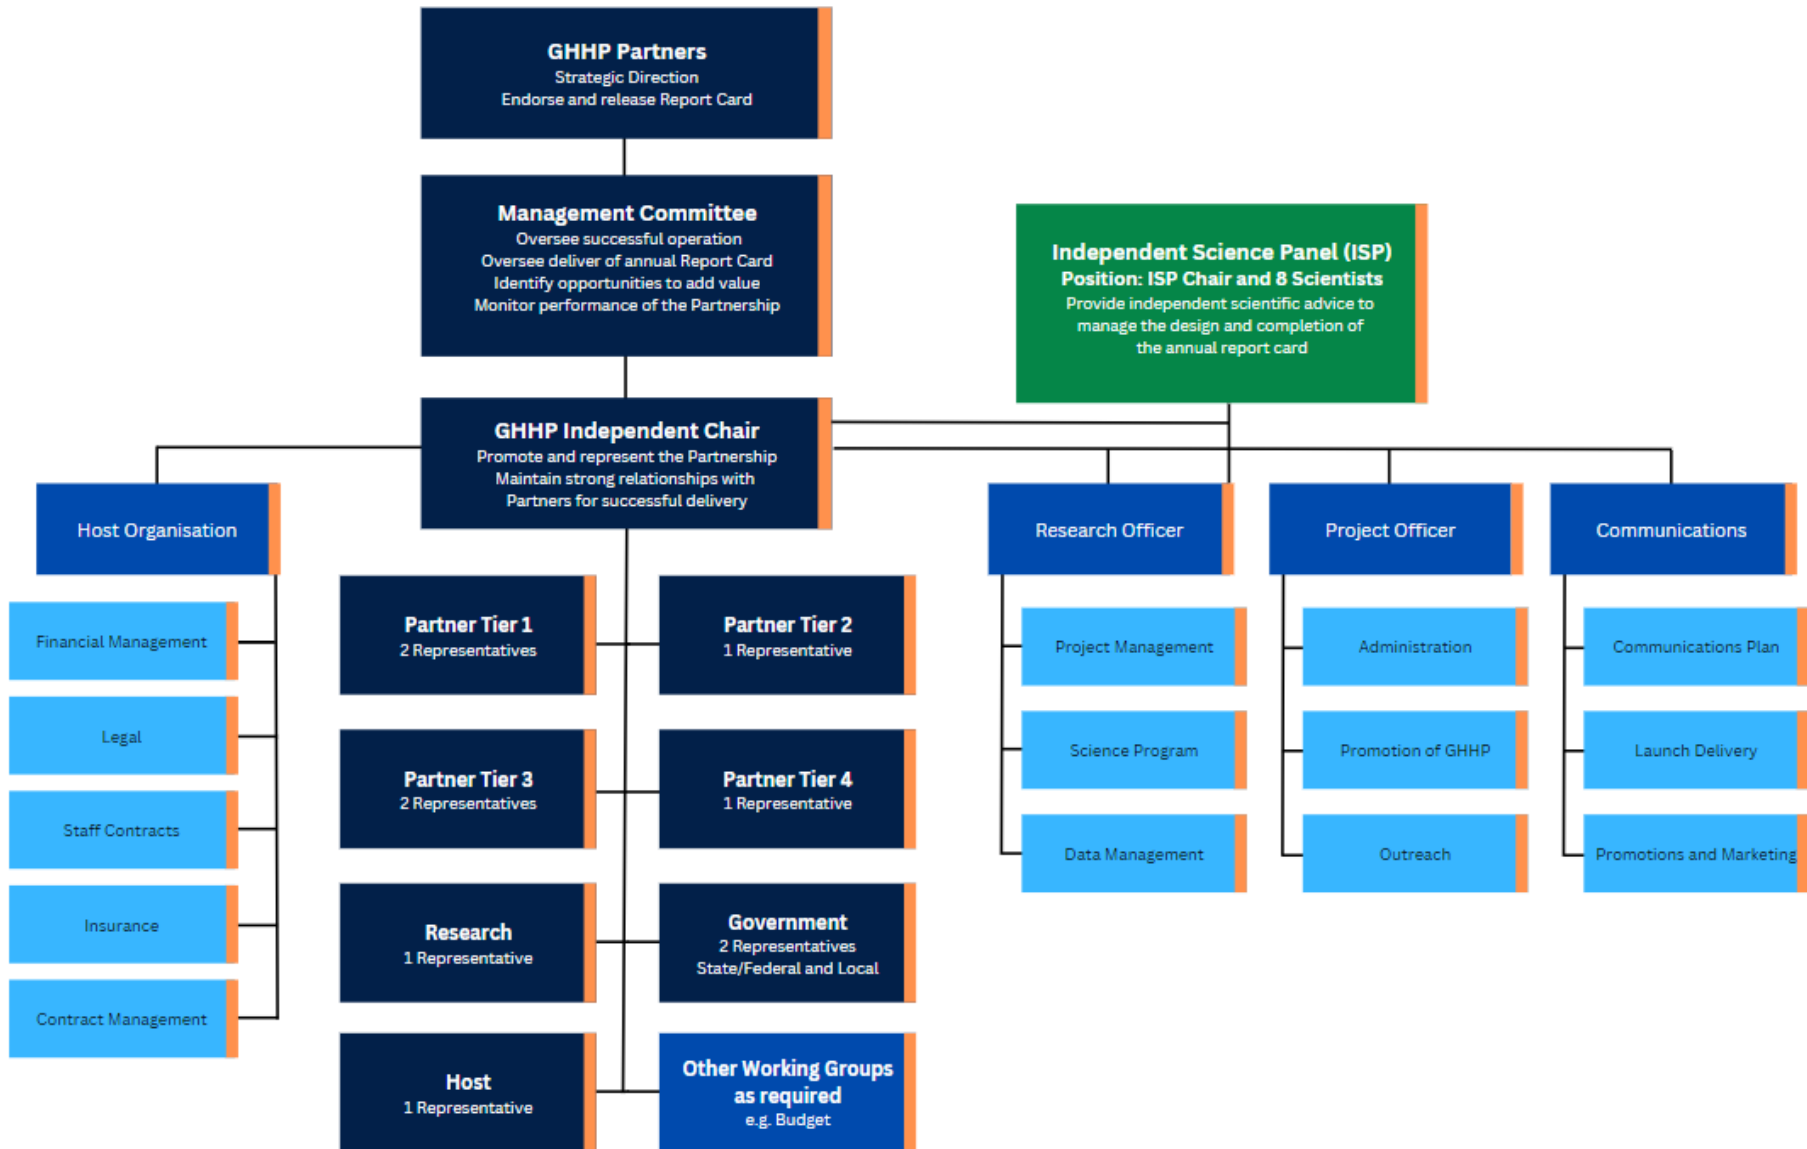 GHHP Partners
Strategic Direction
Endorse and release Report Card
Management Committee
Oversee successful operation
Oversee deliver of annual Report Card
Identify opportunities to add value
Monitor performance of the Partnership
Independent Science Panel (ISP)
Position: ISP Chair and 8 Scientists
Provide independent scientific advice to
manage the design and completion of
the annual report card
GHHP Independent Chair
Promote and represent the Partnership
Maintain strong relationships with
Partners for successful delivery
Host Organisation
Financial Management
Legal
Staff Contracts
Insurance
Contract Management
Partner Tier 1
2 Representatives
Partner Tier 2
1 Representative
Partner Tier 3
2 Representatives
Partner Tier 4
1 Representative
Research
1 Representative
Government
2 Representatives
State/Federal and Local
Host
1 Representative
Other Working Groups
as required
e.g. Budget
Research Officer
Project Management
Science Program
Data Management
Project Officer
Administration
Promotion of GHHP
Outreach
Communications
Communications Plan
Launch Delivery
Promotions and Marketing